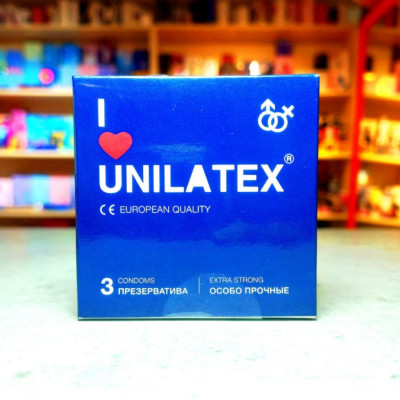 I
UNILATEX®
CE EUROPEAN QUALITY
3 CONDOMS
ПРЕЗЕРВАТИВА
EXTRA STRONG
ОСОБО ПРОЧНЫЕ